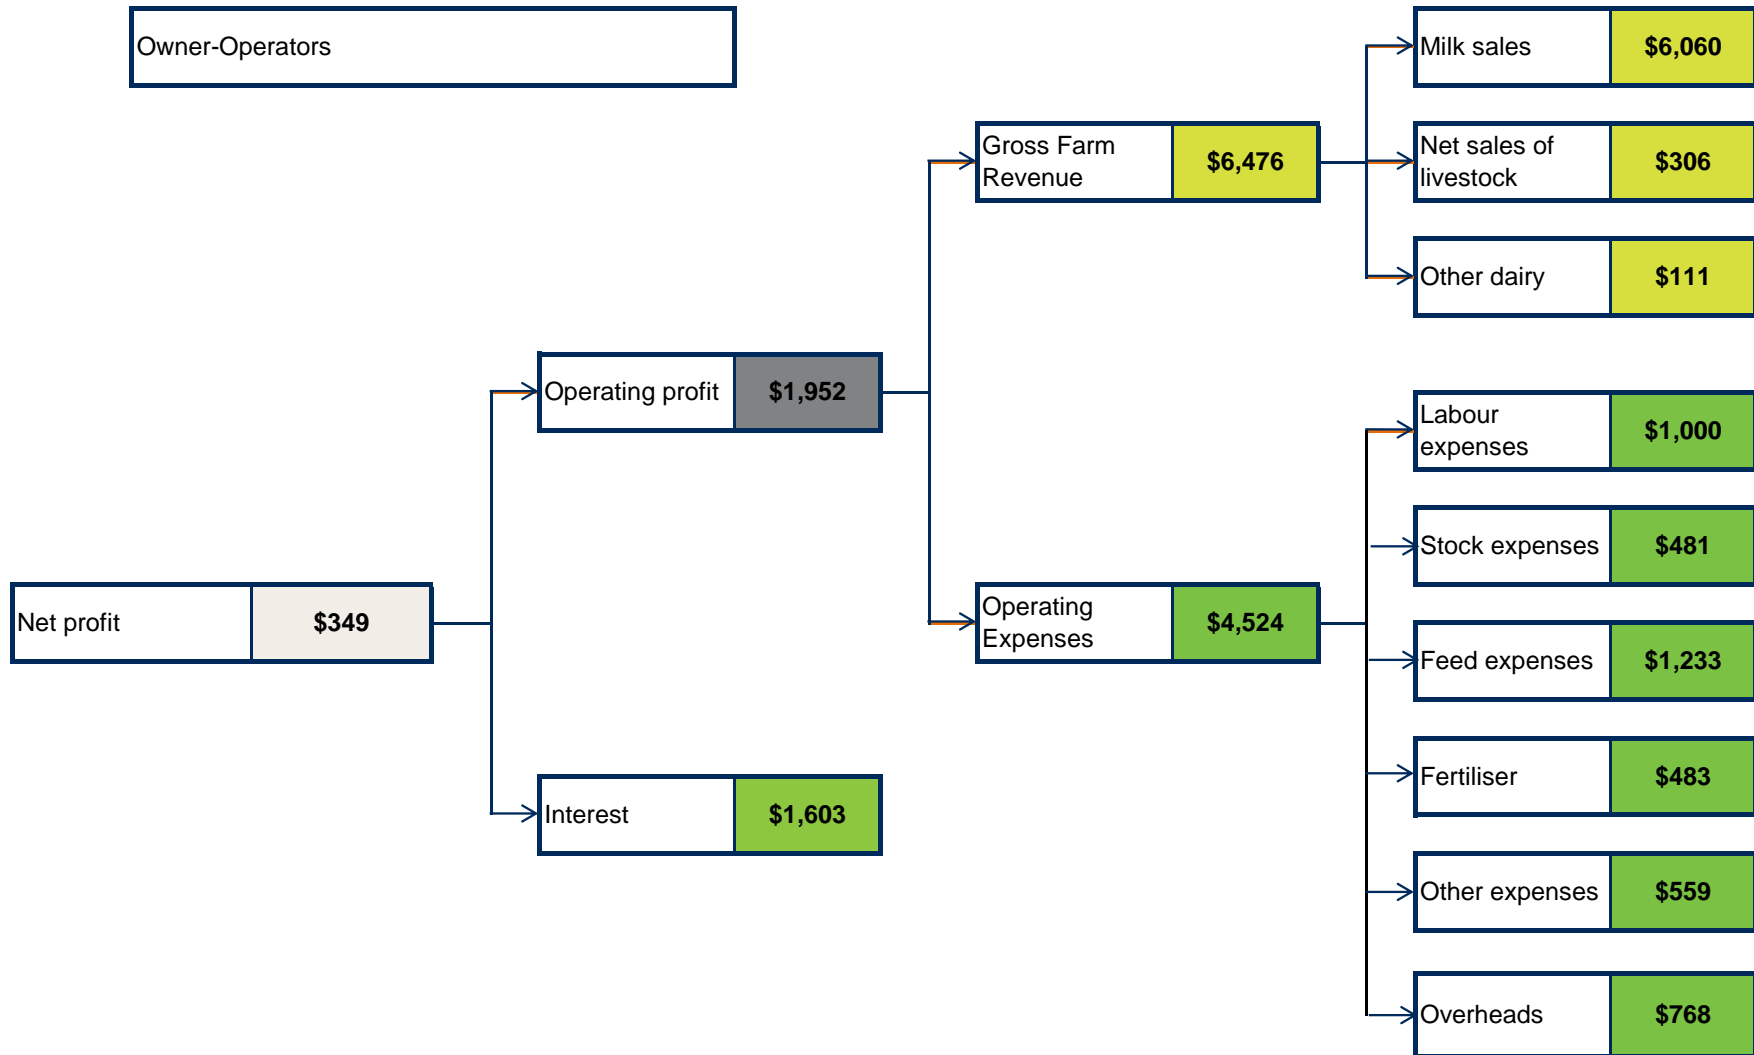 Owner-Operators
Milk sales $6,060
Gross Farm
Revenue
$6,476
Net sales of
livestock
$306
Other dairy $111
Operating profit $1,952
Labour
expenses
$1,000
Stock expenses $481
Net profit $349
Operating
Expenses
$4,524
Feed expenses $1,233
Fertiliser $483
Interest $1,603
Other expenses $559
Overheads $768